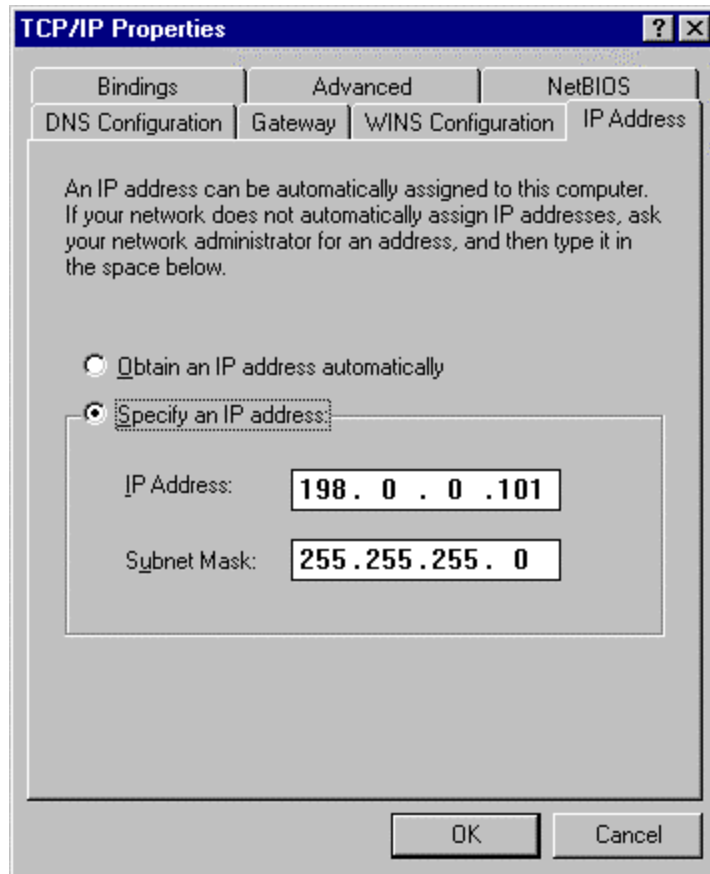 TCP/IP Properties
Bindings
Advanced
NetBIOS
DNS Configuration
Gateway
WINS Configuration
IP Address
An IP address can be automatically assigned to this computer.
If your network does not automatically assign IP addresses, ask
your network administrator for an address, and then type it in
the space below.
Obtain an IP address automatically
Specify an IP address:
IP Address:
198. 0 . 0 .101
Subnet Mask:
255.255.255. 0
OK
Cancel